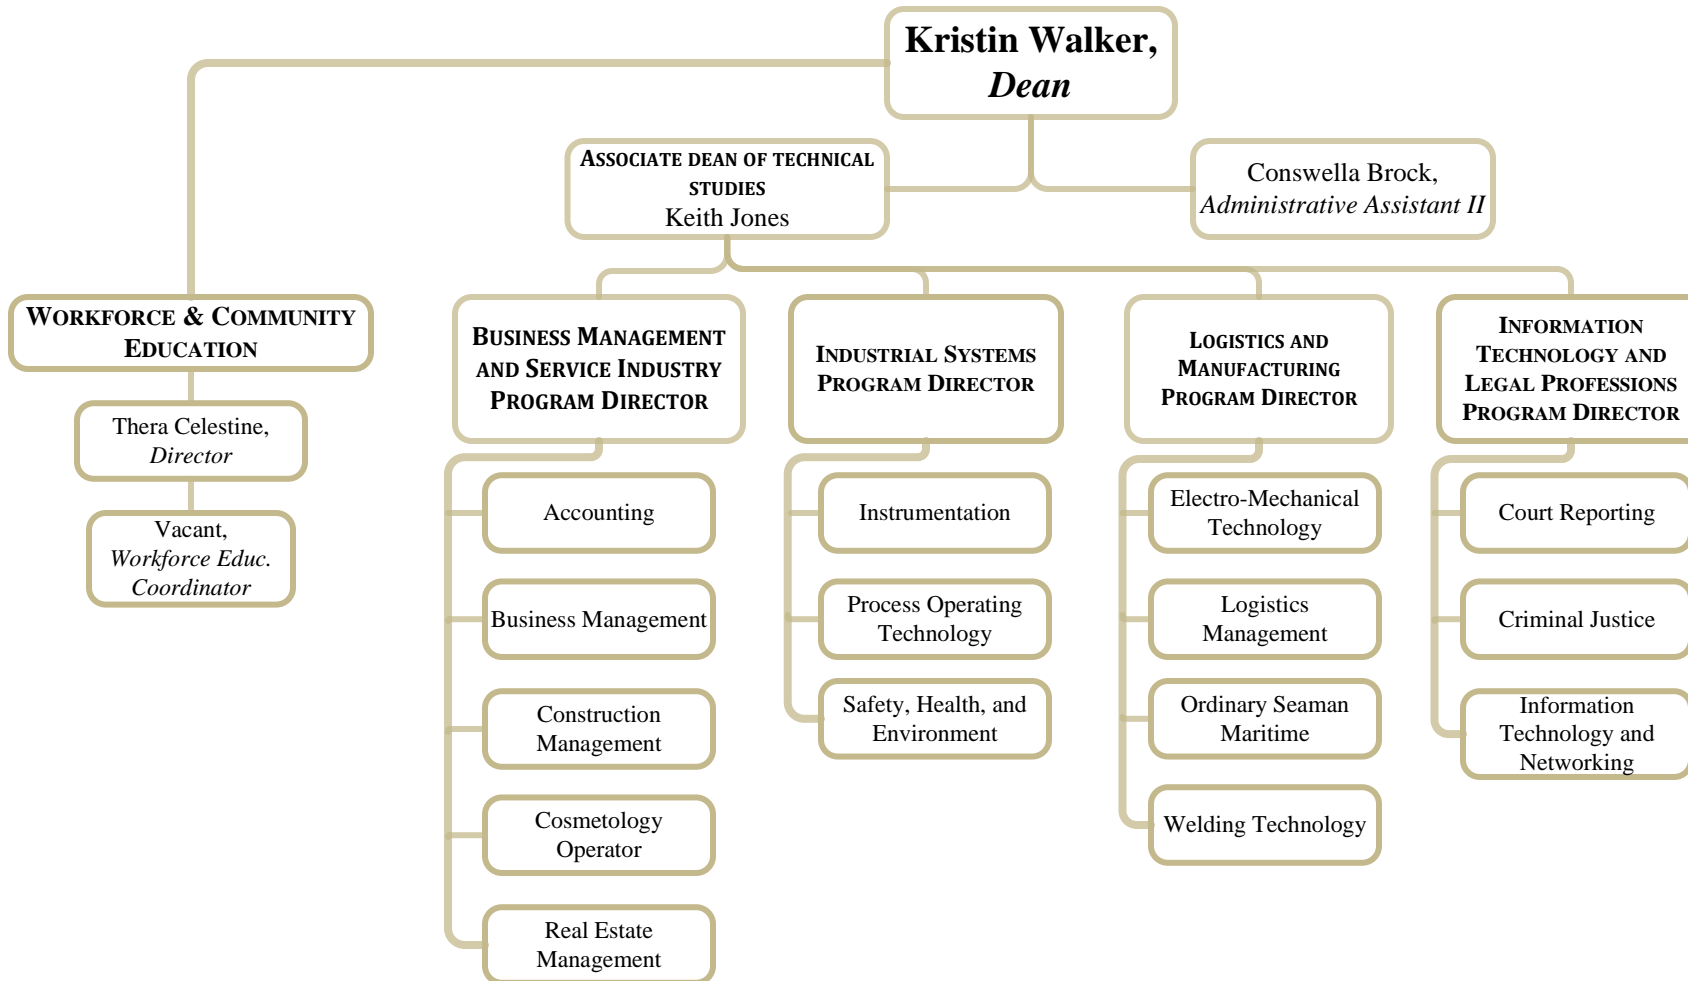 Kristin Walker,
Dean
ASSOCIATE DEAN OF TECHNICAL
STUDIES
Keith Jones
Conswella Brock,
Administrative Assistant II
WORKFORCE & COMMUNITY
EDUCATION
Thera Celestine,
Director
Vacant,
Workforce Educ.
Coordinator
BUSINESS MANAGEMENT
AND SERVICE INDUSTRY
PROGRAM DIRECTOR
Accounting
Business Management
Construction
Management
Cosmetology
Operator
Real Estate
Management
INDUSTRIAL SYSTEMS
PROGRAM DIRECTOR
Instrumentation
Process Operating
Technology
Safety, Health, and
Environment
LOGISTICS AND
MANUFACTURING
PROGRAM DIRECTOR
Electro-Mechanical
Technology
Logistics
Management
Ordinary Seaman
Maritime
Welding Technology
INFORMATION
TECHNOLOGY AND
LEGAL PROFESSIONS
PROGRAM DIRECTOR
Court Reporting
Criminal Justice
Information
Technology and
Networking